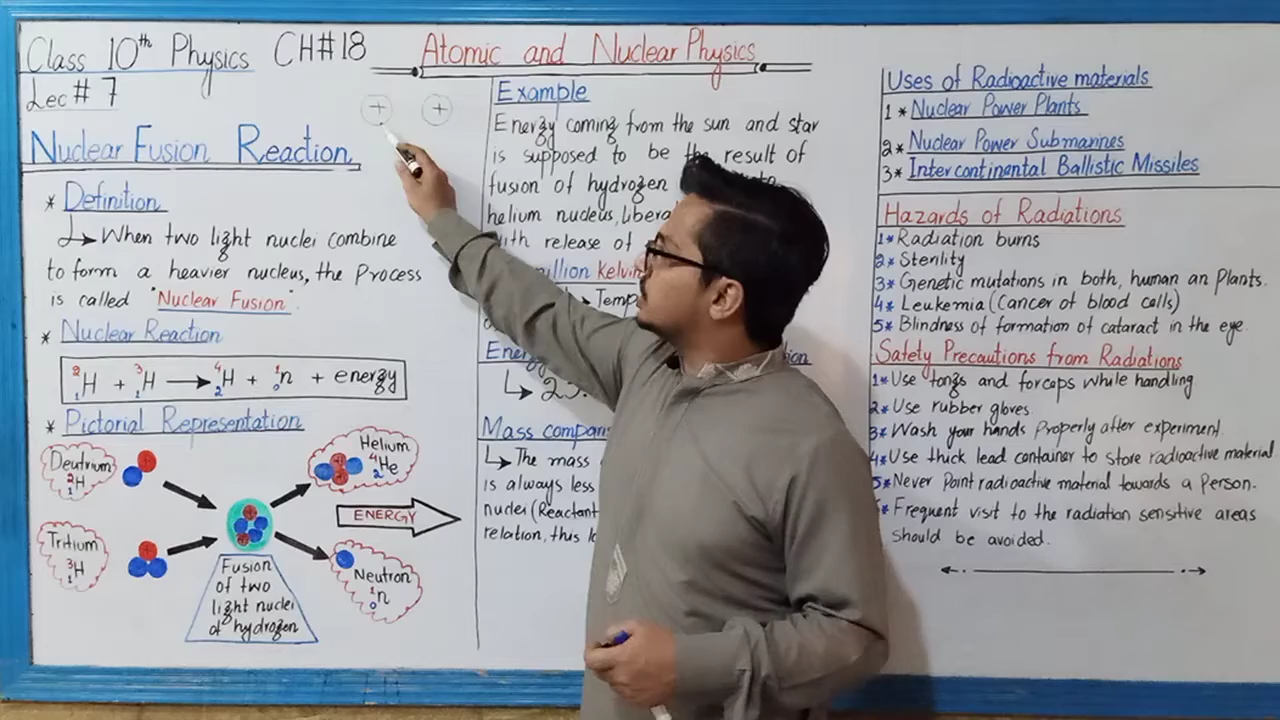 Class 10th Physics CH#18
Lec # 7
Atomic and Nuclear Physics
+ +
Nuclear Fusion Reaction
* Definition
When two light nuclei combine
to form a heavier nucleus, the Process
is called "Nuclear Fusion".
* Nuclear Reaction
²₁H + ³₁H → ⁴₂H + ¹₀n + energy
* Pictorial Representation
Deutrium
²₁H
Tritium
³₁H
Helium
⁴₂He
ENERGY
Neutron
¹₀n
Fusion
of two
light nuclei
of hydrogen
Example
Energy coming from the sun and star
is supposed to be the result of
fusion of hydrogen
helium nucleus,
with release of
million kelvin
Mass
The mass
is always less
nuclei (Reactant
relation, this
Uses of Radioactive materials
1* Nuclear Power Plants
2* Nuclear Power Submarines
3* Intercontinental Ballistic Missiles
Hazards of Radiations
1* Radiation burns
2* Sterility
3* Genetic mutations in both, human an Plants.
4* Leukemia (Cancer of blood cells)
5* Blindness of formation of cataract in the eye.
Safety Precautions from Radiations
1* Use tongs and forceps while handling
2* Use rubber gloves.
3* Wash your hands Properly after experiment
4* Use thick lead container to store radioactive material
5* Never Point radioactive material towards a Person.
* Frequent visit to the radiation sensitive areas
should be avoided.